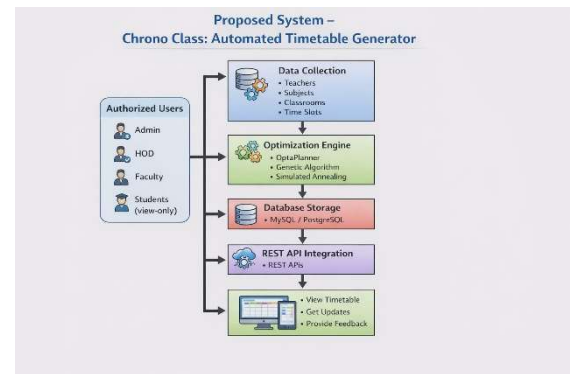 Proposed System –
Chrono Class: Automated Timetable Generator
Authorized Users
Admin
HOD
Faculty
Students
(view-only)
Data Collection
• Teachers
• Subjects
• Classrooms
• Time Slots
Optimization Engine
• OptaPlanner
• Genetic Algorithm
• Simulated Annealing
Database Storage
• MySQL / PostgreSQL
REST API Integration
• REST APIs
• View Timetable
• Get Updates
• Provide Feedback